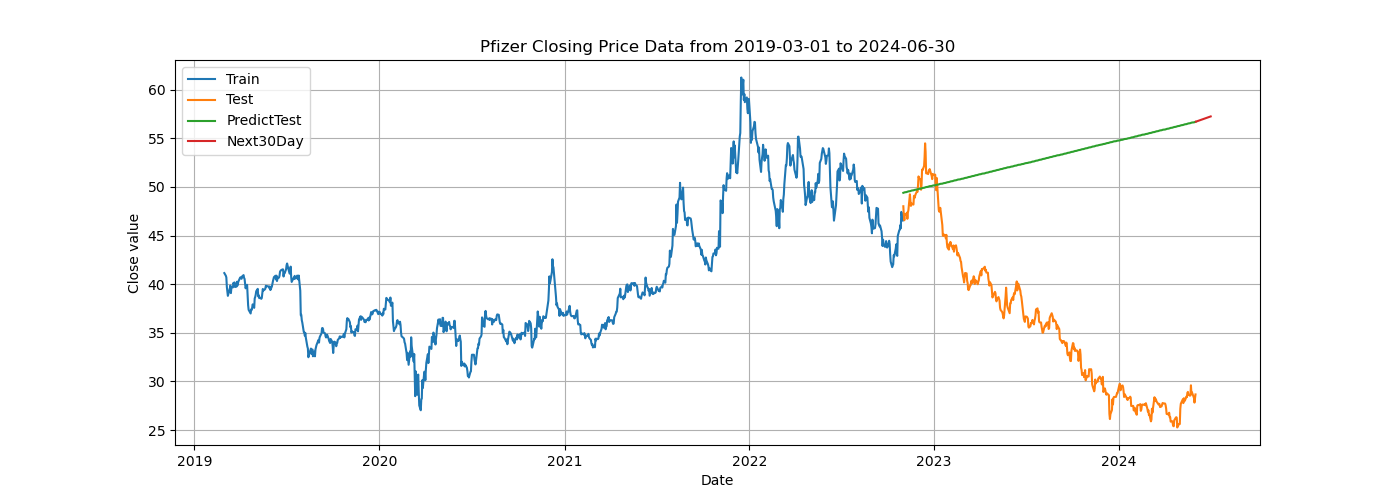 Pfizer Closing Price Data from 2019-03-01 to 2024-06-30
Train
Test
PredictTest
Next30Day
Close value
60
55
50
45
40
35
30
25
2019
2020
2021
2022
2023
2024
Date